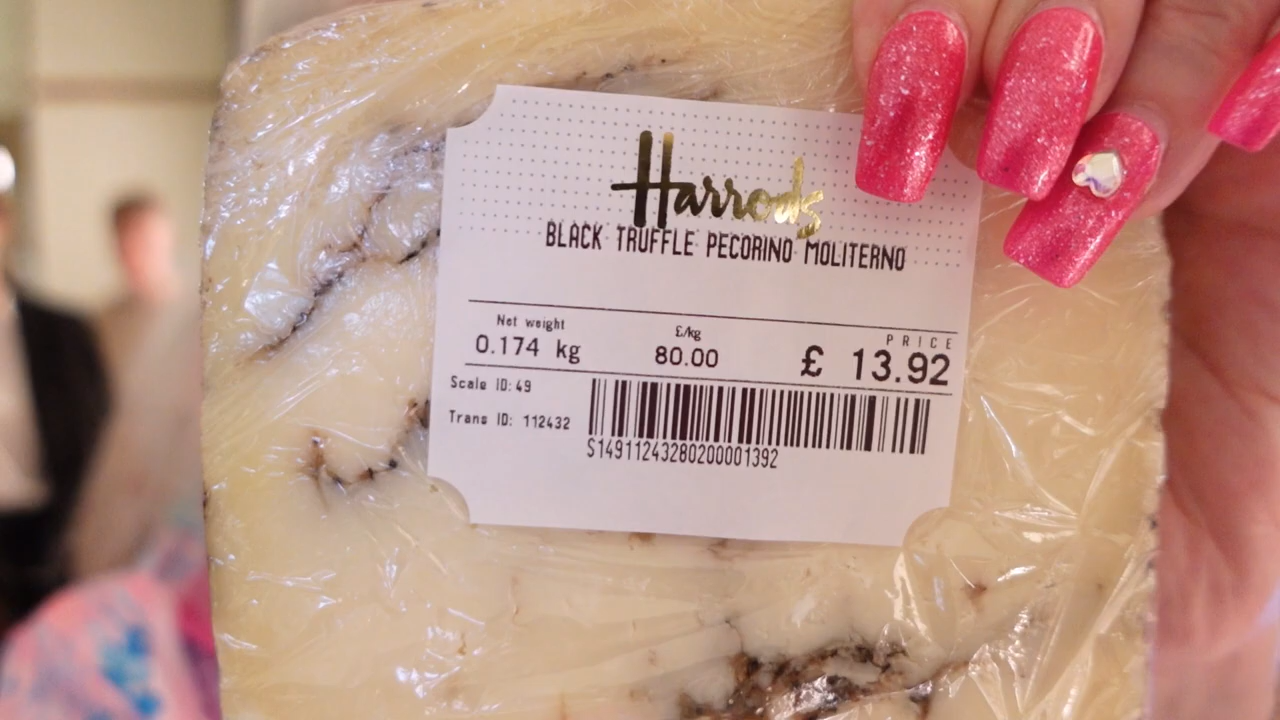 Harrods
BLACK TRUFFLE PECORINO MOLITERNO
Net weight £/kg PRICE
0.174 kg 80.00 £ 13.92
Scale ID: 49
Trans ID: 112432
S14911243280200001392